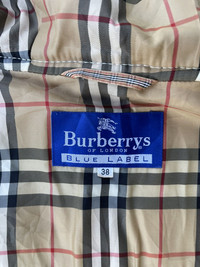 Burberrys
OF LONDON
BLUE LABEL
38